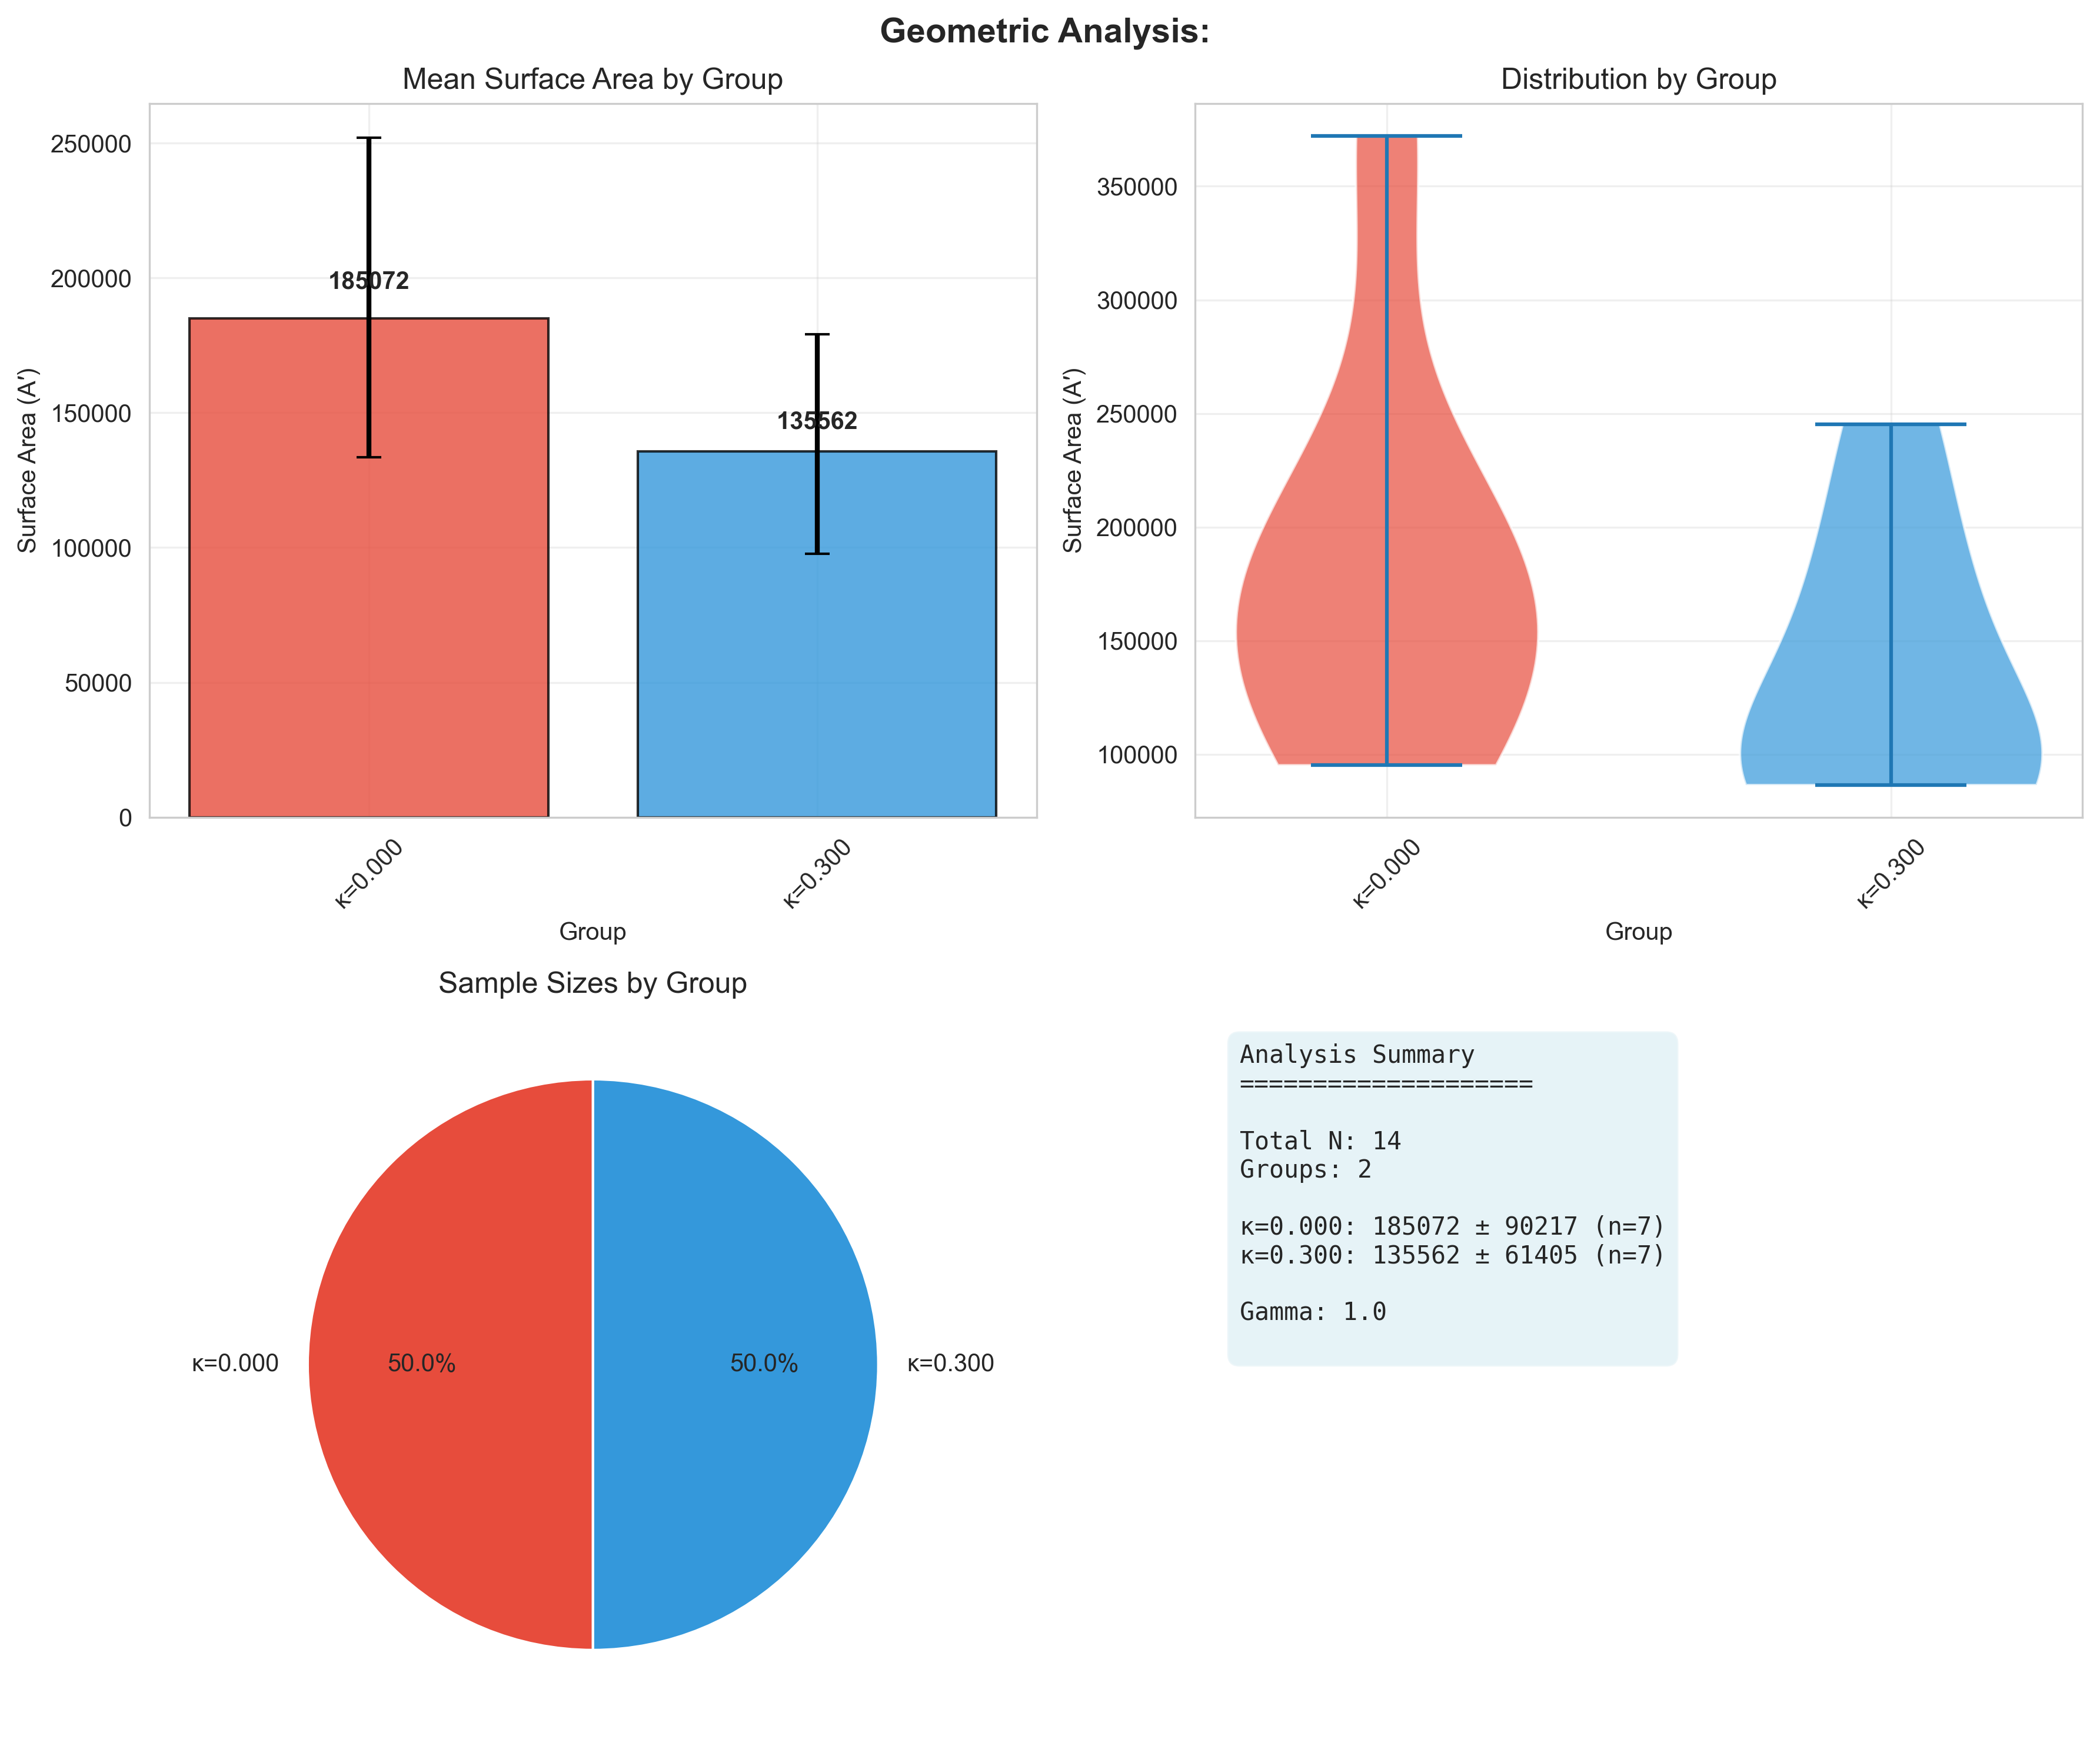 Geometric Analysis:
Mean Surface Area by Group
Surface Area (A′)
250000
200000
150000
100000
50000
0
185072
135562
κ=0.000
κ=0.300
Group
Distribution by Group
Surface Area (A′)
350000
300000
250000
200000
150000
100000
κ=0.000
κ=0.300
Group
Sample Sizes by Group
κ=0.000
50.0%
50.0%
κ=0.300
Analysis Summary
====================
Total N: 14
Groups: 2
κ=0.000: 185072 ± 90217 (n=7)
κ=0.300: 135562 ± 61405 (n=7)
Gamma: 1.0